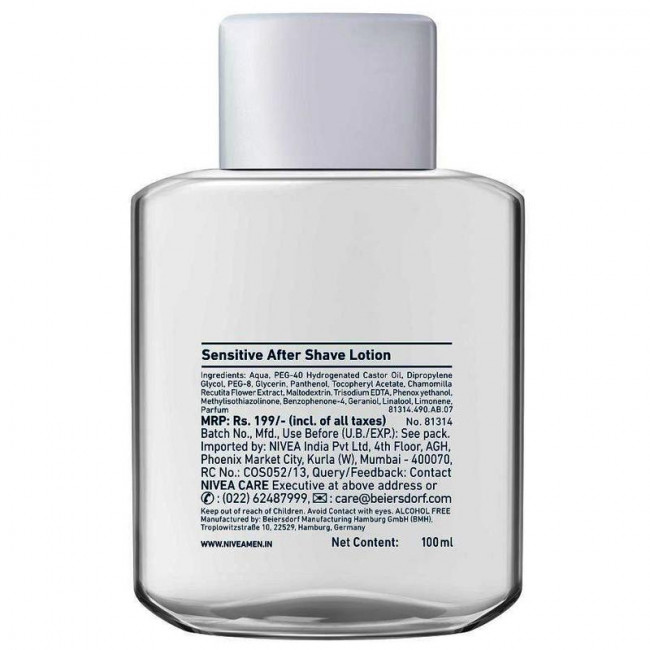 Sensitive After Shave Lotion
Ingredients: Aqua, PEG-40 Hydrogenated Castor Oil, Dipropylene
Glycol, PEG-8, Glycerin, Panthenol, Tocopheryl Acetate, Chamomilla
Recutita Flower Extract, Maltodextrin, Trisodium EDTA, Phenoxyethanol,
Methylisothiazolinone, Benzophenone-4, Geraniol, Linalool, Limonene,
Parfum 81314.490.AB.07
MRP: Rs. 199/- (incl. of all taxes) No. 81314
Batch No., Mfd., Use Before (U.B./EXP.): See pack.
Imported by: NIVEA India Pvt Ltd, 4th Floor, AGH,
Phoenix Market City, Kurla (W), Mumbai - 400070,
RC No.: COS052/13, Query/Feedback: Contact
NIVEA CARE Executive at above address or
✆: (022) 62487999, ✉: care@beiersdorf.com
Keep out of reach of Children. Avoid Contact with eyes. ALCOHOL FREE
Manufactured by: Beiersdorf Manufacturing Hamburg GmbH (BMH),
Troplowitzstraße 10, 22529, Hamburg, Germany
WWW.NIVEAMEN.IN Net Content: 100ml